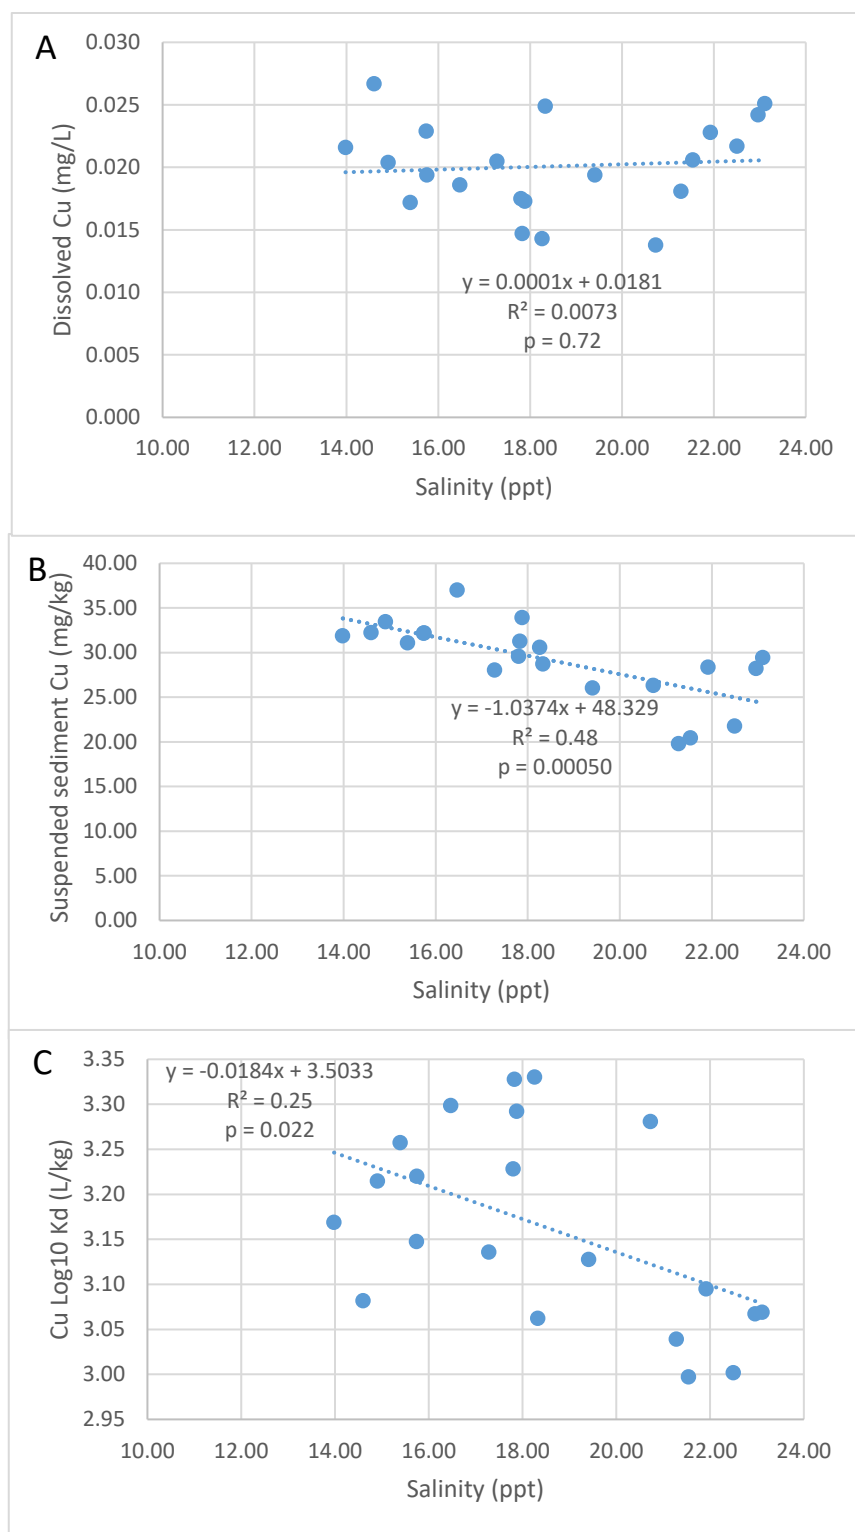 A
0.030
0.025
0.020
0.015
0.010
0.005
0.000
Dissolved Cu (mg/L)
y = 0.0001x + 0.0181
R² = 0.0073
p = 0.72
10.00 12.00 14.00 16.00 18.00 20.00 22.00 24.00
Salinity (ppt)
B
40.00
35.00
30.00
25.00
20.00
15.00
10.00
5.00
0.00
Suspended sediment Cu (mg/kg)
y = -1.0374x + 48.329
R² = 0.48
p = 0.00050
10.00 12.00 14.00 16.00 18.00 20.00 22.00 24.00
Salinity (ppt)
C
3.35
3.30
3.25
3.20
3.15
3.10
3.05
3.00
2.95
Cu Log10 Kd (L/kg)
y = -0.0184x + 3.5033
R² = 0.25
p = 0.022
10.00 12.00 14.00 16.00 18.00 20.00 22.00 24.00
Salinity (ppt)